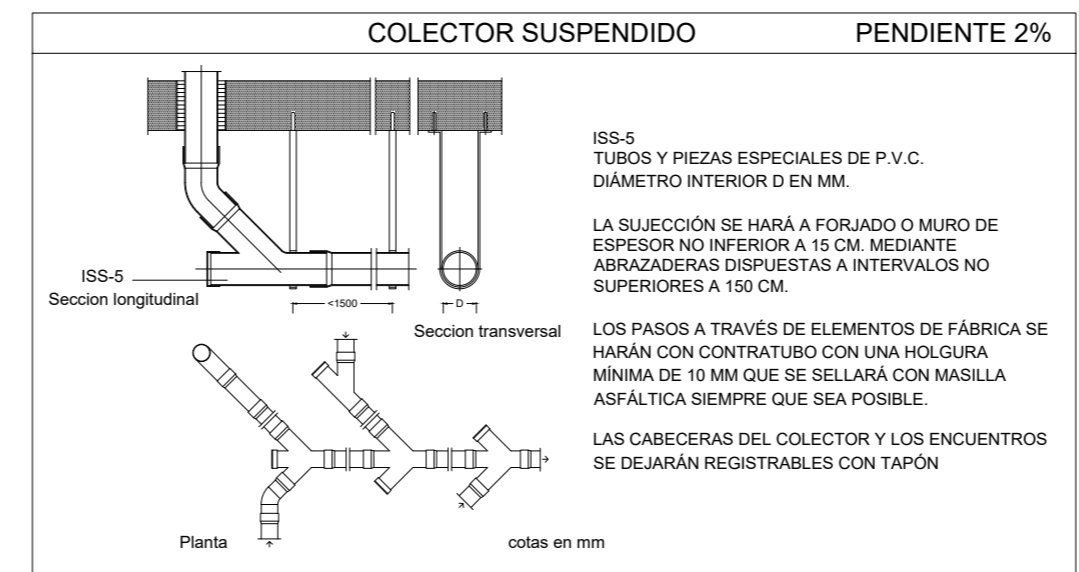 COLECTOR SUSPENDIDO
PENDIENTE 2%
ISS-5
Seccion longitudinal
<1500
D
Seccion transversal
Planta
cotas en mm
ISS-5
TUBOS Y PIEZAS ESPECIALES DE P.V.C.
DIÁMETRO INTERIOR D EN MM.
LA SUJECCIÓN SE HARÁ A FORJADO O MURO DE
ESPESOR NO INFERIOR A 15 CM. MEDIANTE
ABRAZADERAS DISPUESTAS A INTERVALOS NO
SUPERIORES A 150 CM.
LOS PASOS A TRAVÉS DE ELEMENTOS DE FÁBRICA SE
HARÁN CON CONTRATUBO CON UNA HOLGURA
MÍNIMA DE 10 MM QUE SE SELLARÁ CON MASILLA
ASFÁLTICA SIEMPRE QUE SEA POSIBLE.
LAS CABECERAS DEL COLECTOR Y LOS ENCUENTROS
SE DEJARÁN REGISTRABLES CON TAPÓN